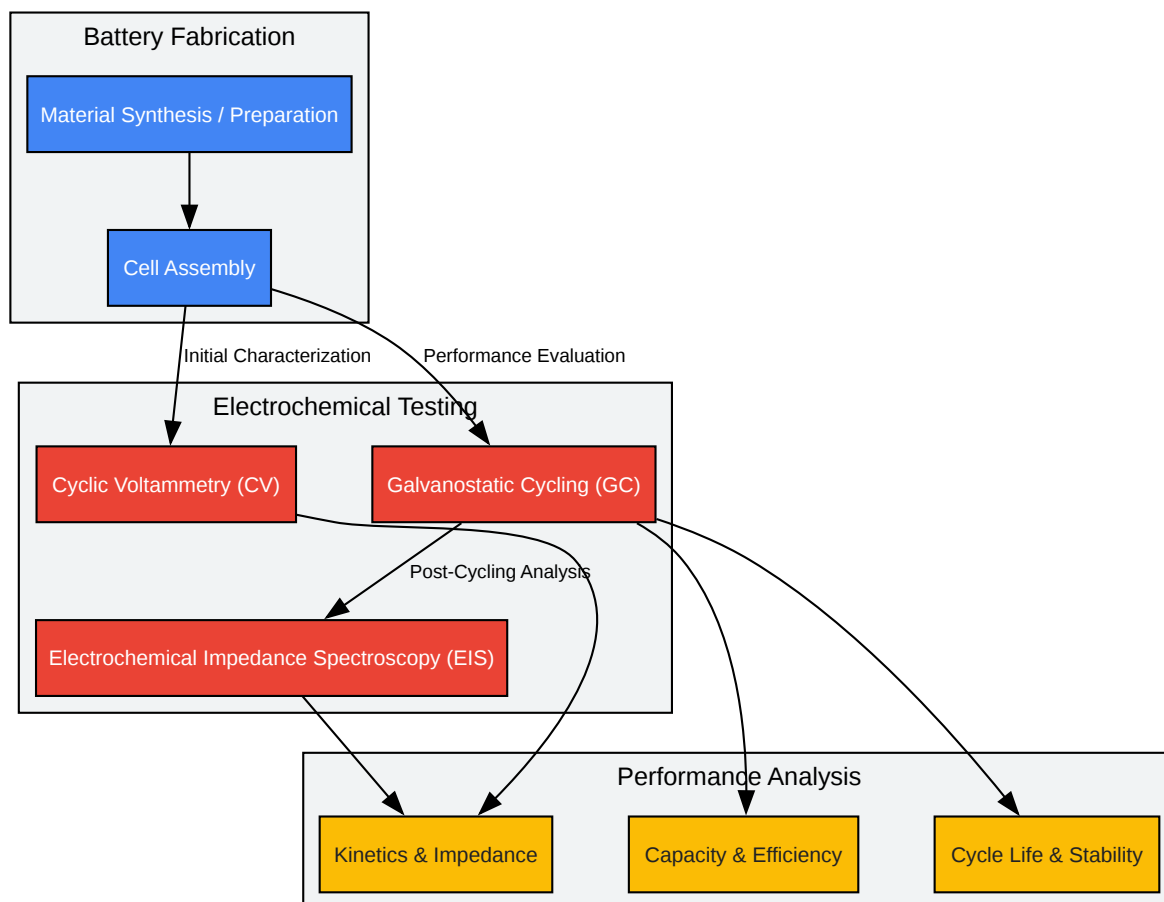 Battery Fabrication
Material Synthesis / Preparation
Cell Assembly
Initial Characterization
Performance Evaluation
Electrochemical Testing
Cyclic Voltammetry (CV)
Galvanostatic Cycling (GC)
Post-Cycling Analysis
Electrochemical Impedance Spectroscopy (EIS)
Performance Analysis
Kinetics & Impedance
Capacity & Efficiency
Cycle Life & Stability